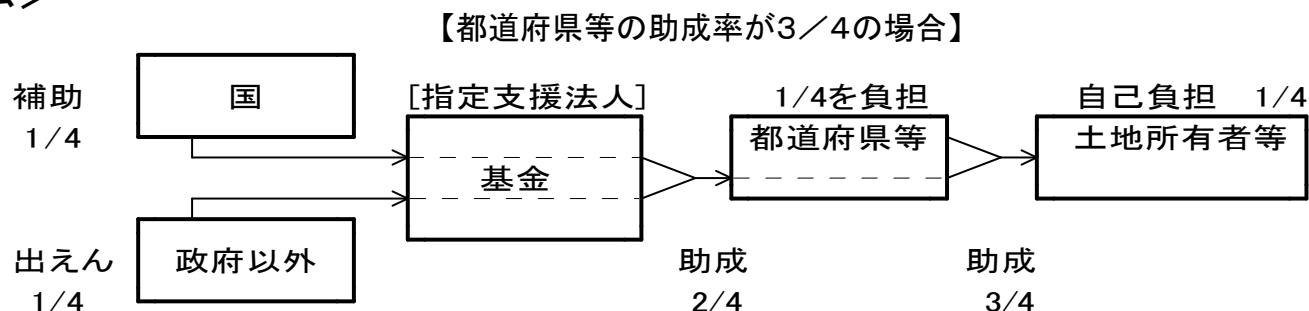 【都道府県等の助成率が3／4の場合】
補助
1/4
国
[指定支援法人]
基金
1/4を負担
都道府県等
自己負担 1/4
土地所有者等
出えん
1/4
政府以外
助成
2/4
助成
3/4